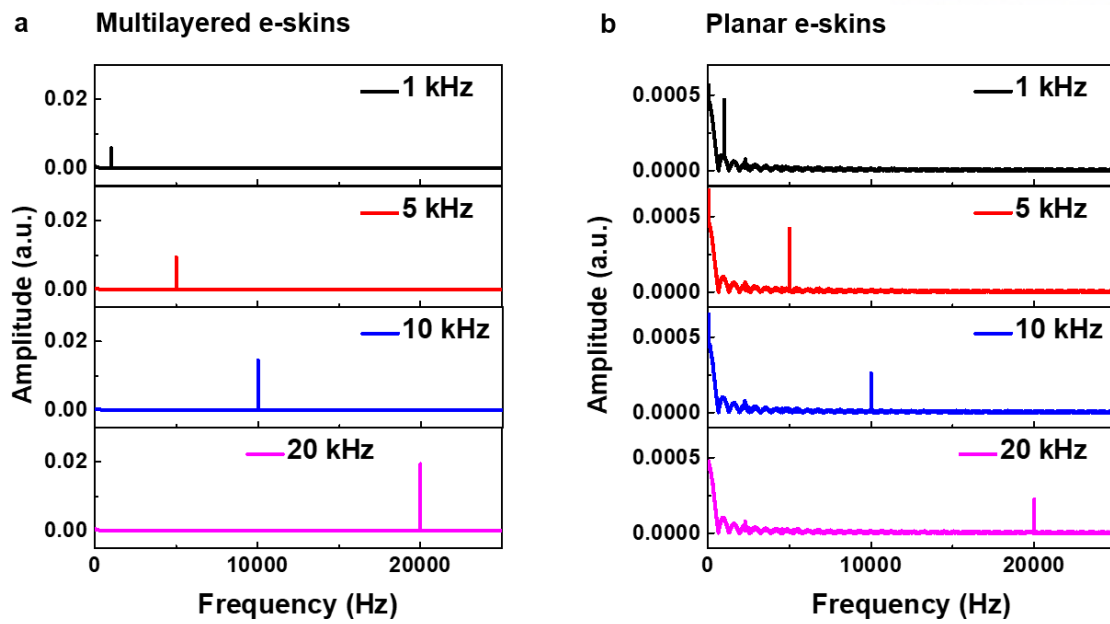 a Multilayered e-skins
Amplitude (a.u.)
0.02
0.00
1 kHz
0.02
0.00
5 kHz
0.02
0.00
10 kHz
0.02
0.00
20 kHz
0 10000 20000
Frequency (Hz)
b Planar e-skins
Amplitude (a.u.)
0.0005
0.0000
1 kHz
0.0005
0.0000
5 kHz
0.0005
0.0000
10 kHz
0.0005
0.0000
20 kHz
0 10000 20000
Frequency (Hz)